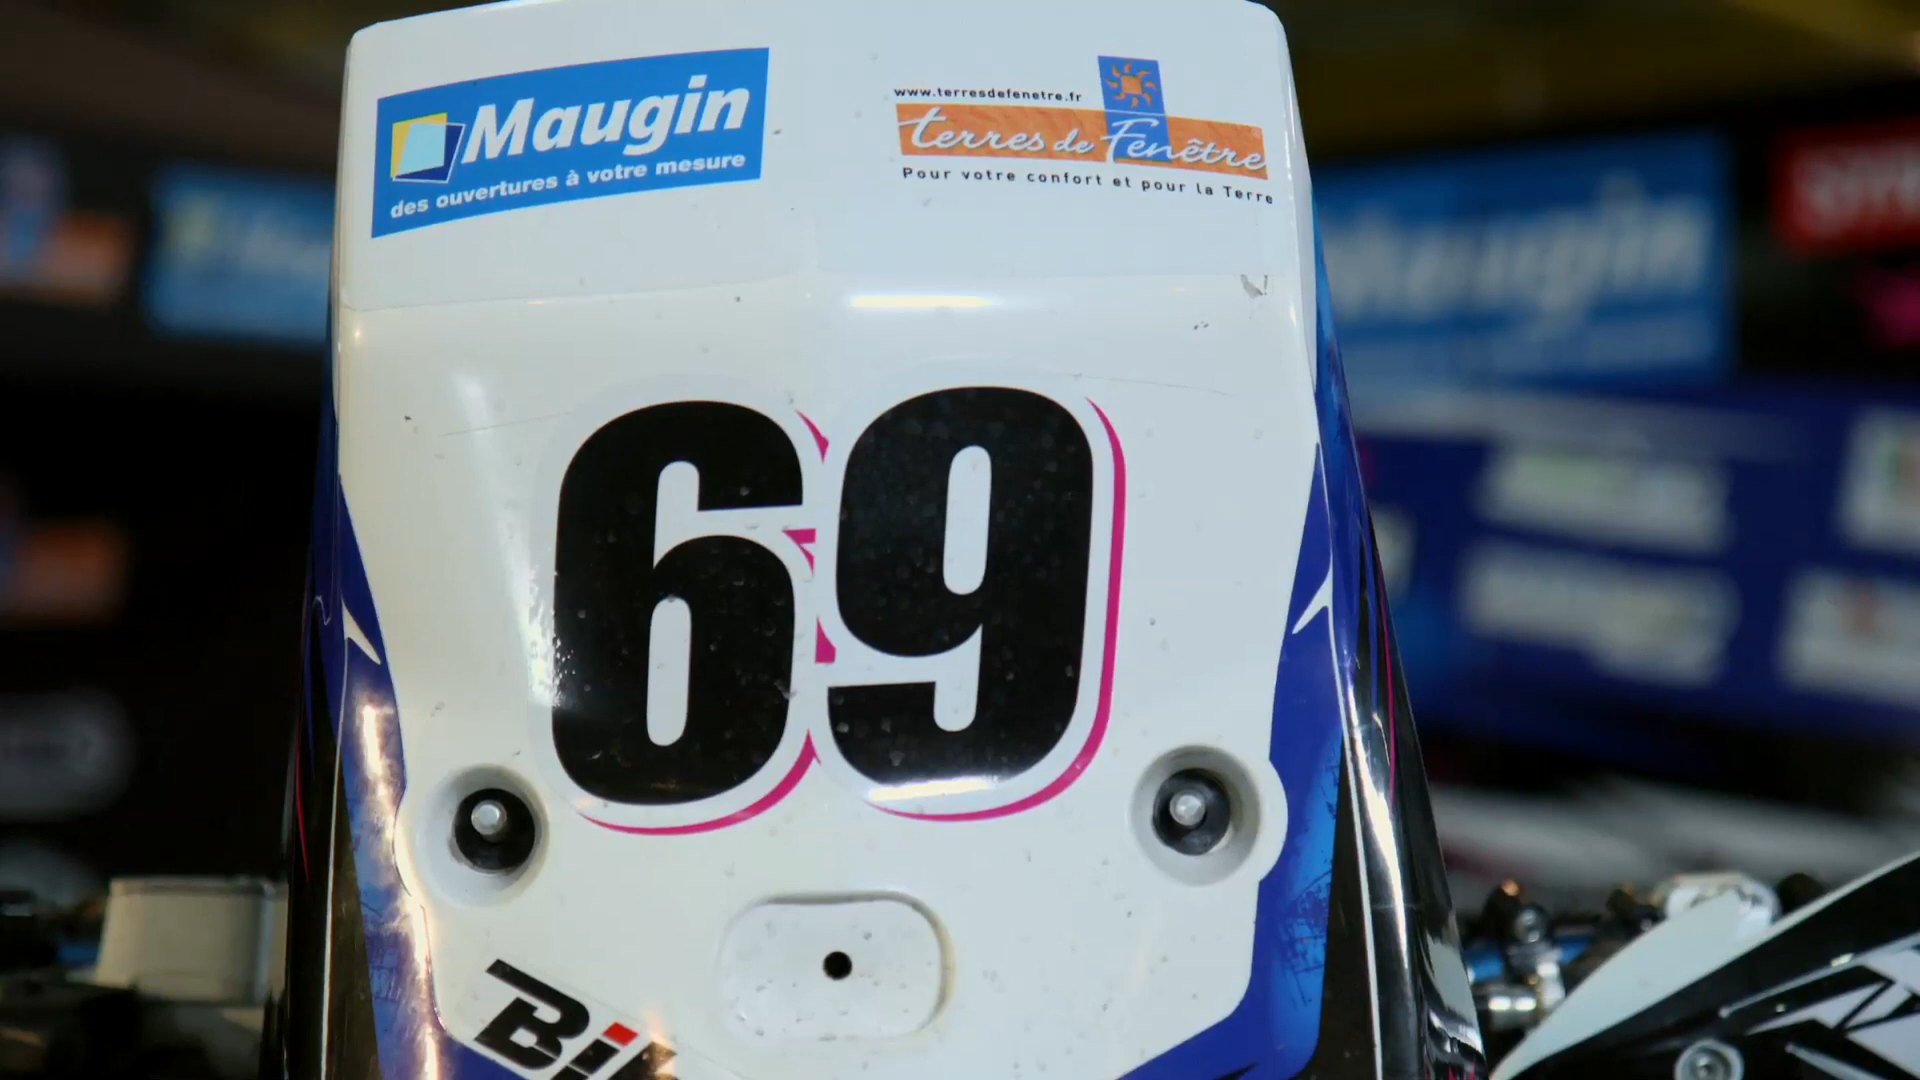 Maugin
des ouvertures à votre mesure
www.terresdefenetre.fr
terres de Fenêtre
Pour votre confort et pour la Terre
69
Maugin